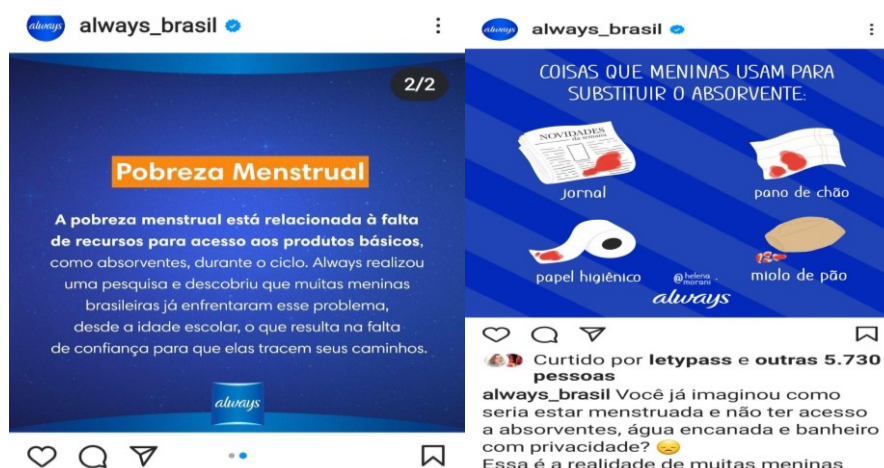 always
always_brasil
2/2
Pobreza Menstrual
A pobreza menstrual está relacionada à falta
de recursos para acesso aos produtos básicos,
como absorventes, durante o ciclo. Always realizou
uma pesquisa e descobriu que muitas meninas
brasileiras já enfrentaram esse problema,
desde a idade escolar, o que resulta na falta
de confiança para que elas tracem seus caminhos.
always
always
always_brasil
COISAS QUE MENINAS USAM PARA
SUBSTITUIR O ABSORVENTE:
NOVIDADES
da semana
jornal
pano de chão
papel higiênico
miolo de pão
@helena
morani
always
Curtido por letypass e outras 5.730
pessoas
always_brasil Você já imaginou como
seria estar menstruada e não ter acesso
a absorventes, água encanada e banheiro
com privacidade? 😞
Essa é a realidade de muitas meninas